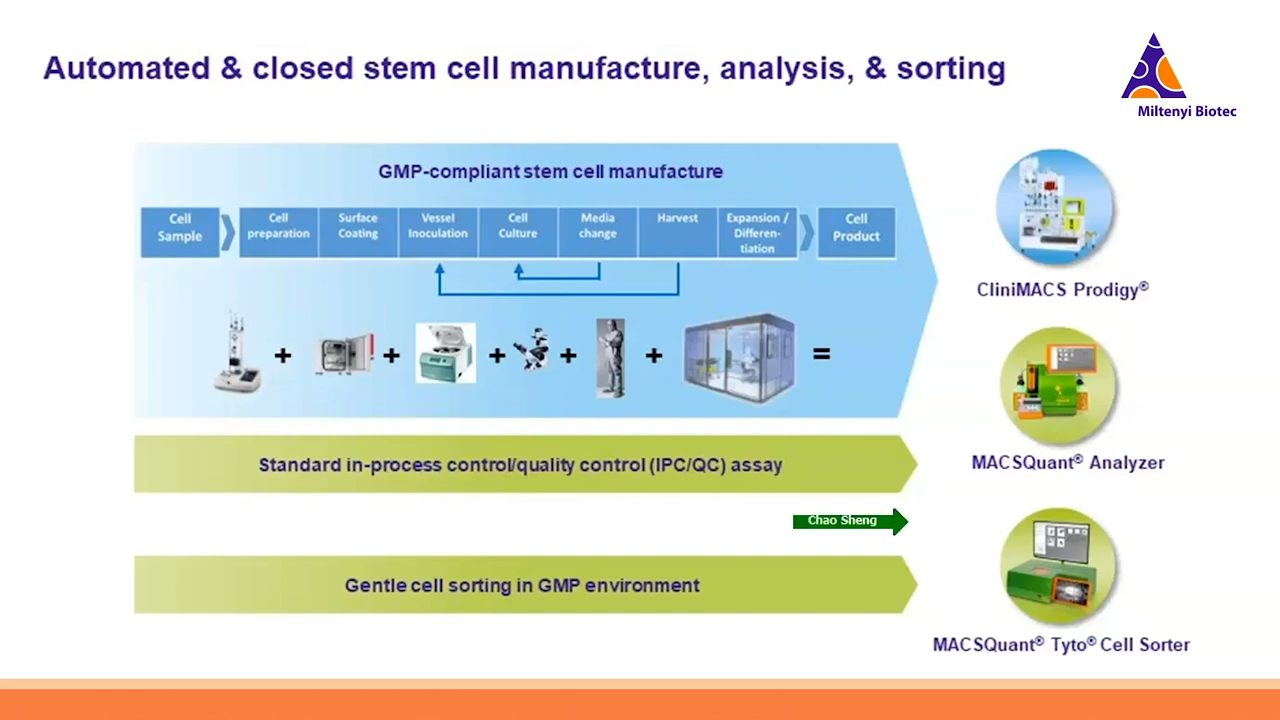 Automated & closed stem cell manufacture, analysis, & sorting
Miltenyi Biotec
GMP-compliant stem cell manufacture
Cell
Sample
Cell
preparation
Surface
Coating
Vessel
Inoculation
Cell
Culture
Media
change
Harvest
Expansion /
Differen-
tiation
Cell
Product
+ + + + + =
CliniMACS Prodigy®
MACSQuant® Analyzer
Standard in-process control/quality control (IPC/QC) assay
Chao Sheng
Gentle cell sorting in GMP environment
MACSQuant® Tyto® Cell Sorter